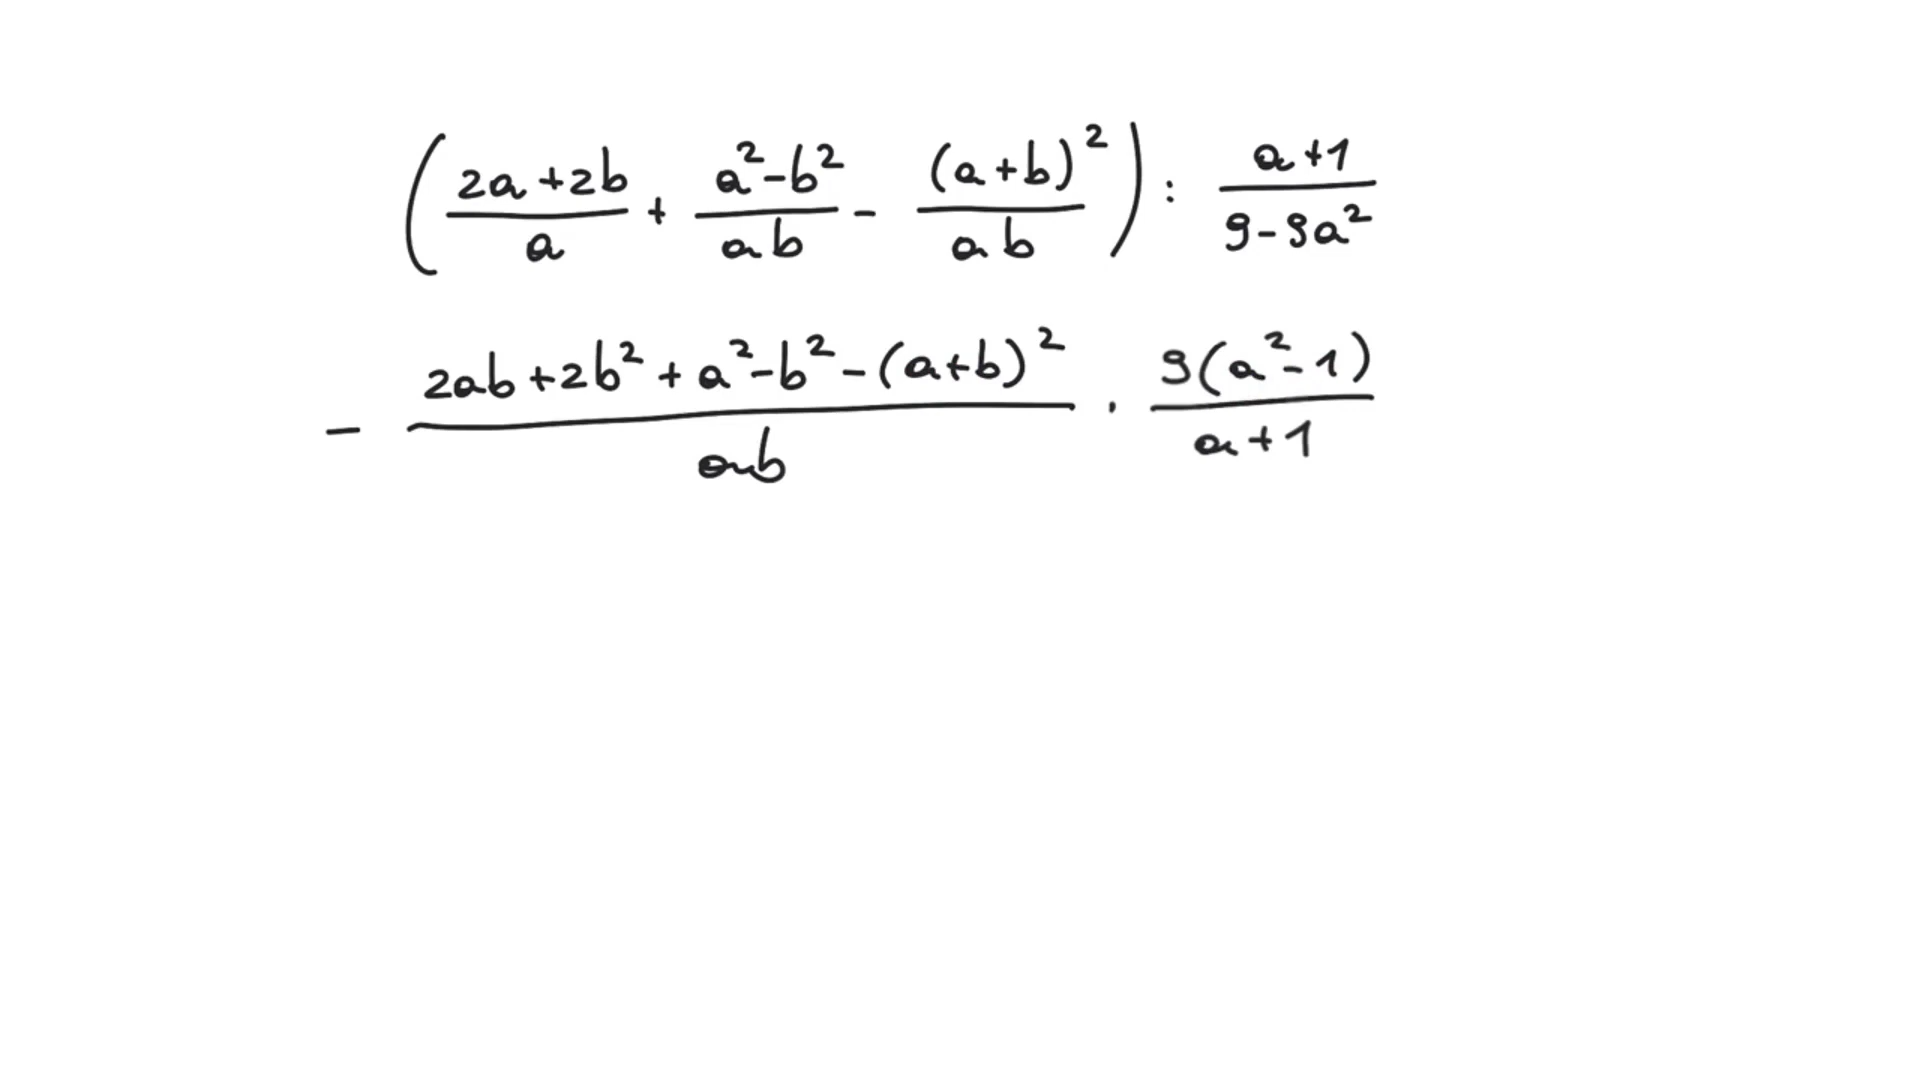 ( (2a+2b)/a + (a²-b²)/(ab) - (a+b)²/(ab) ) : (a+1)/(9-9a²)
- (2ab+2b²+a²-b²-(a+b)²)/(ab) · (9(a²-1))/(a+1)